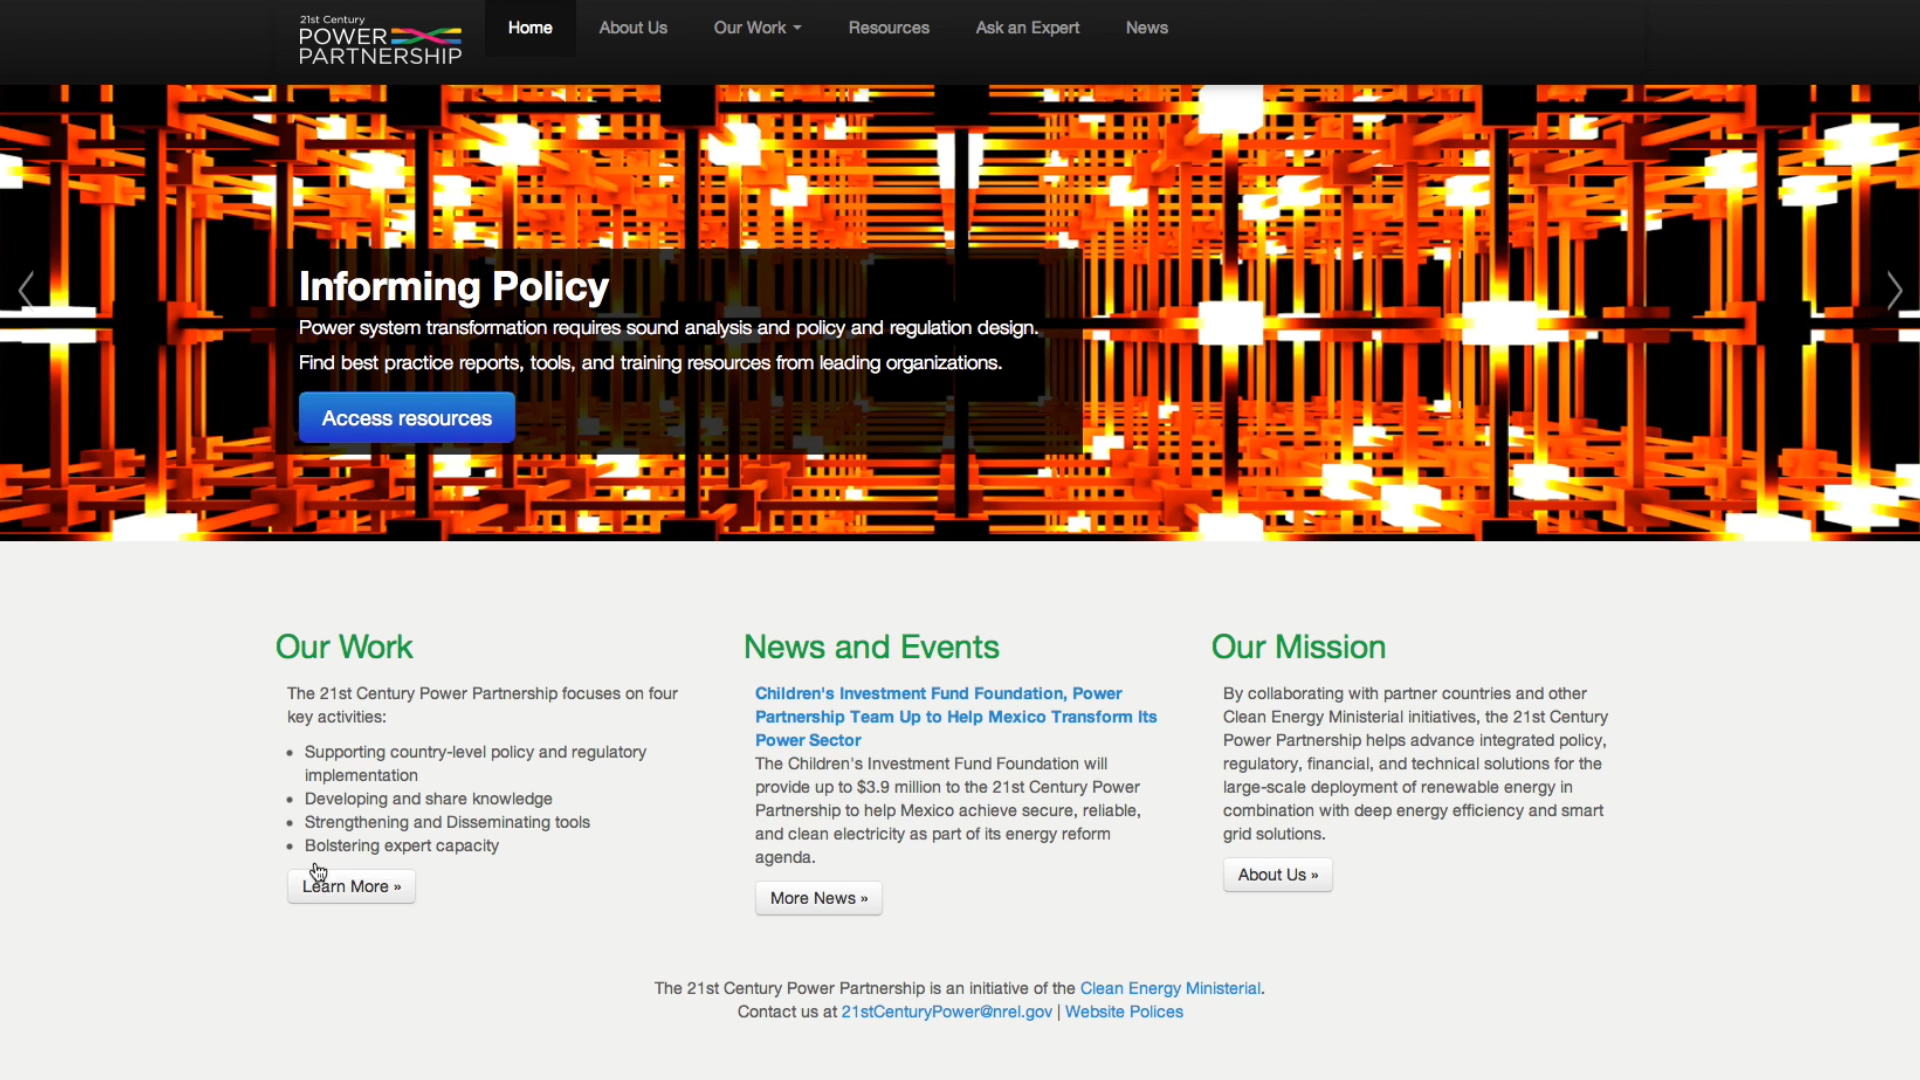 21st Century
POWER
PARTNERSHIP
Home
About Us
Our Work
Resources
Ask an Expert
News
Informing Policy
Power system transformation requires sound analysis and policy and regulation design.
Find best practice reports, tools, and training resources from leading organizations.
Access resources
Our Work
The 21st Century Power Partnership focuses on four
key activities:
• Supporting country-level policy and regulatory
implementation
• Developing and share knowledge
• Strengthening and Disseminating tools
• Bolstering expert capacity
Learn More »
News and Events
Children's Investment Fund Foundation, Power
Partnership Team Up to Help Mexico Transform Its
Power Sector
The Children's Investment Fund Foundation will
provide up to $3.9 million to the 21st Century Power
Partnership to help Mexico achieve secure, reliable,
and clean electricity as part of its energy reform
agenda.
More News »
Our Mission
By collaborating with partner countries and other
Clean Energy Ministerial initiatives, the 21st Century
Power Partnership helps advance integrated policy,
regulatory, financial, and technical solutions for the
large-scale deployment of renewable energy in
combination with deep energy efficiency and smart
grid solutions.
About Us »
The 21st Century Power Partnership is an initiative of the Clean Energy Ministerial.
Contact us at 21stCenturyPower@nrel.gov | Website Polices